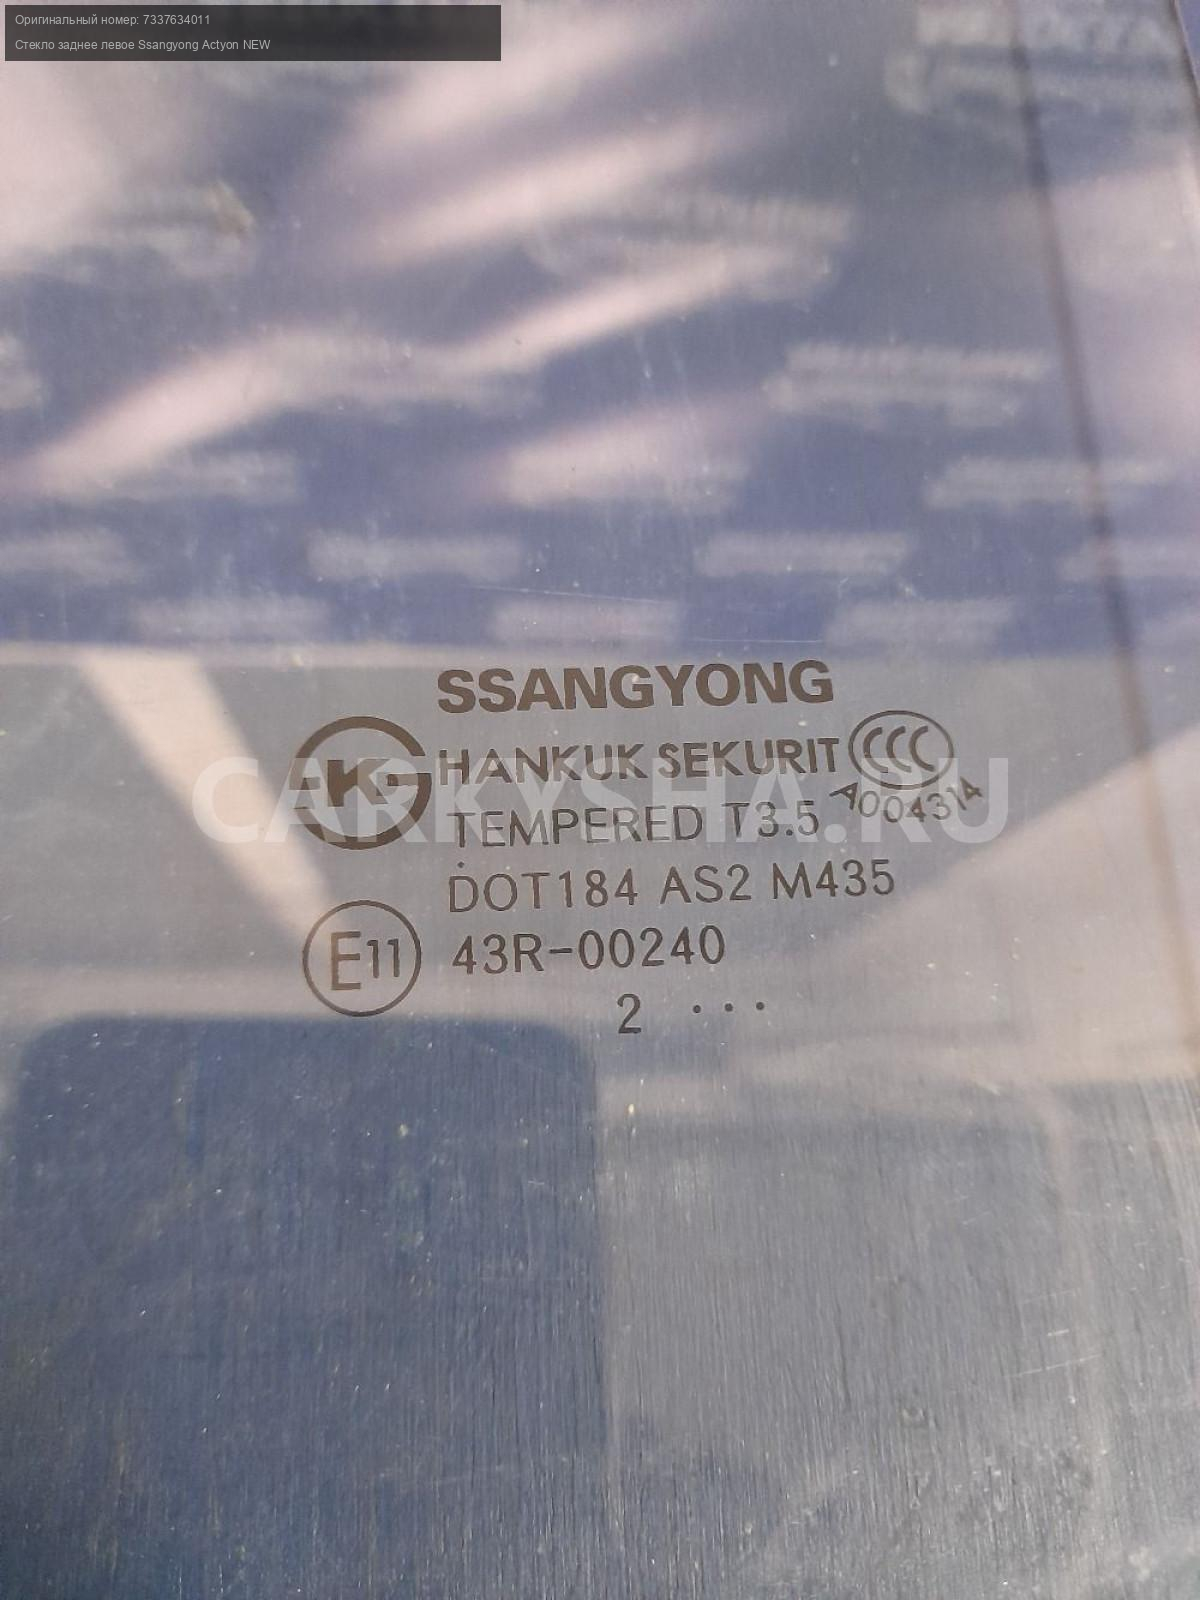 Оригинальный номер: 7337634011
Стекло заднее левое Ssangyong Actyon NEW
SSANGYONG
HANKUK SEKURIT CCC
K
TEMPERED T3.5 A004314
CARKYSHA.RU
DOT184 AS2 M435
E11 43R-00240
2 ...